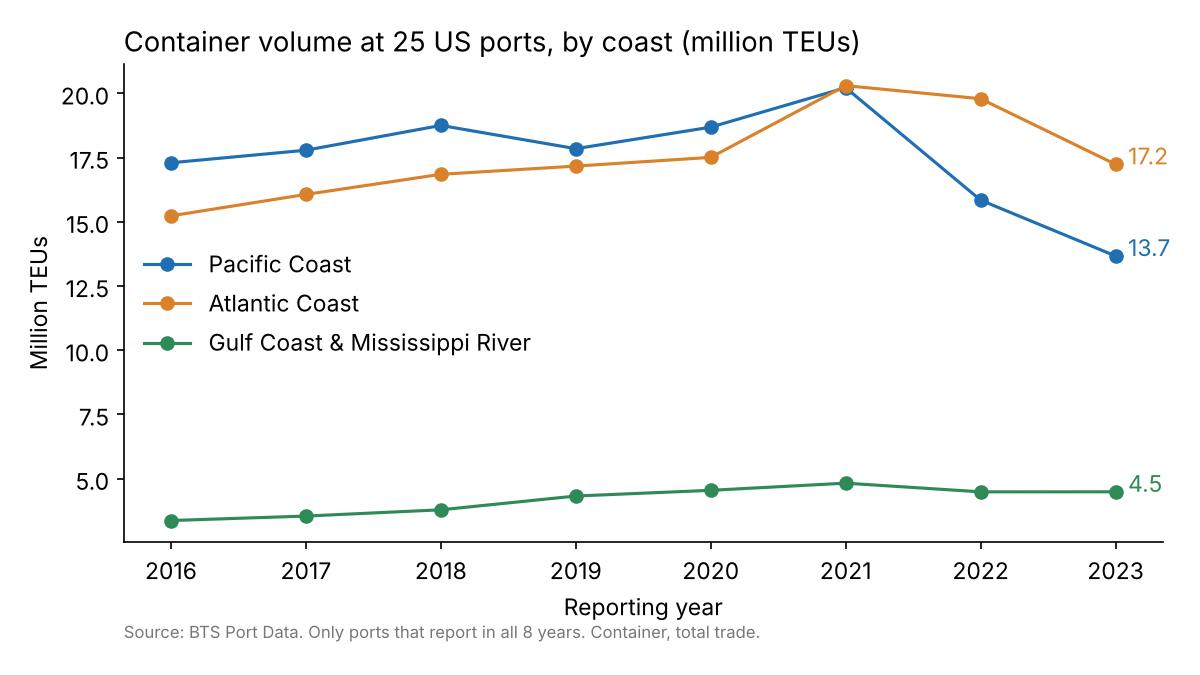 Container volume at 25 US ports, by coast (million TEUs)
Million TEUs
20.0
17.5
15.0
12.5
10.0
7.5
5.0
Pacific Coast
Atlantic Coast
Gulf Coast & Mississippi River
17.2
13.7
4.5
2016 2017 2018 2019 2020 2021 2022 2023
Reporting year
Source: BTS Port Data. Only ports that report in all 8 years. Container, total trade.